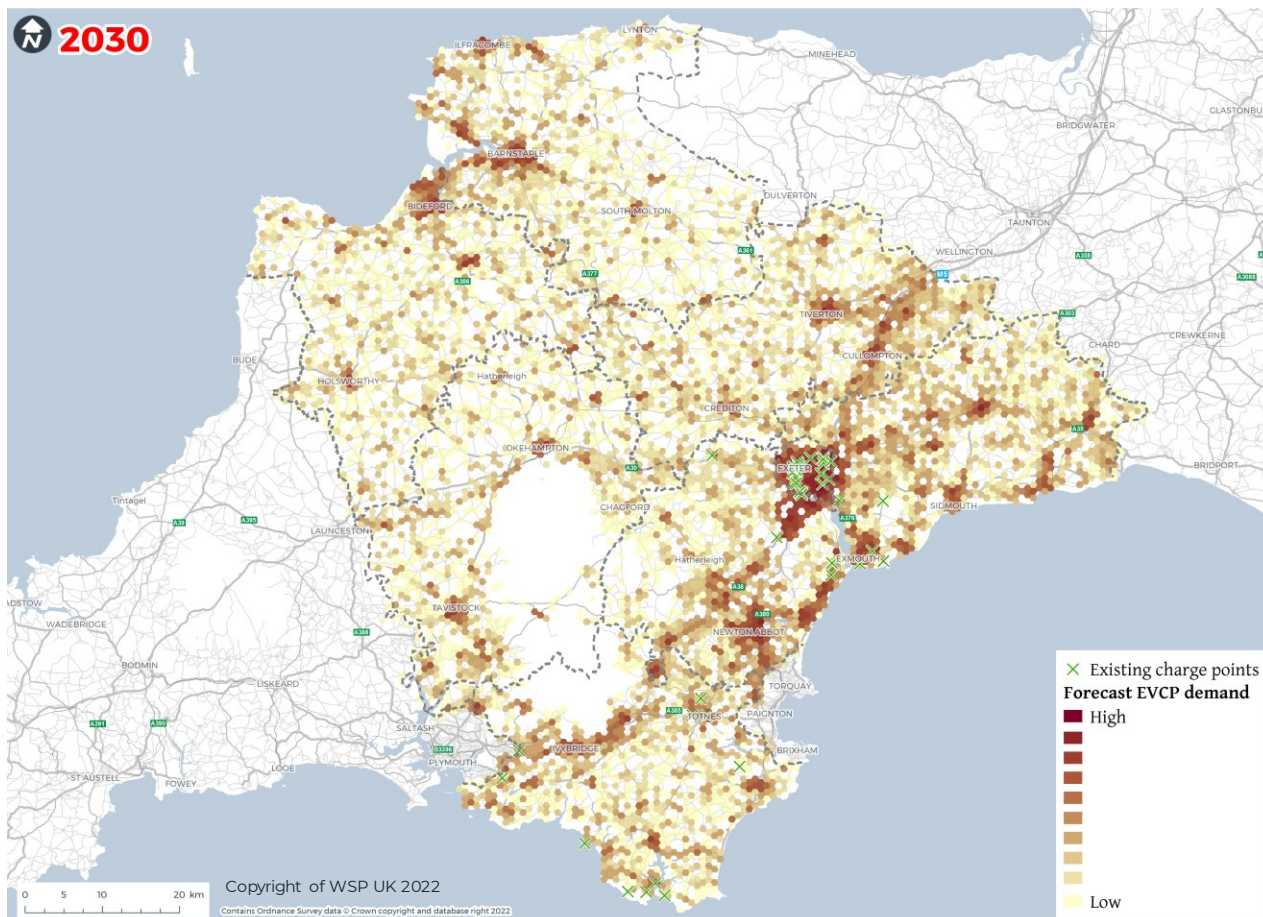 N 2030
LYNTON
ILFRACOMBE
MINEHEAD
GLASTONBU
BRIDGWATER
BARNSTAPLE
DULVERTON
BIDEFORD
SOUTH MOLTON
TAUNTON
WELLINGTON
A361
A358
A377
M5
A3088
A386
TIVERTON
A303
CREWKERNE
CHARD
BUDE
CULLOMPTON
HOLSWORTHY
Hatherleigh
CREDITON
A35
OKEHAMPTON
A30
EXETER
BRIDPORT
Tintagel
CHAGFORD
SIDMOUTH
A39
A395
A376
LAUNCESTON
Hatherleigh
EXMOUTH
A38
ADSTOW
TAVISTOCK
A380
WADEBRIDGE
A388
NEWTON ABBOT
BODMIN
LISKEARD
TORQUAY
A385
TOTNES
PAIGNTON
A391
A390
SALTASH
B3396
IVYBRIDGE
BRIXHAM
PLYMOUTH
ST AUSTELL
LOOE
FOWEY
Existing charge points
Forecast EVCP demand
High
Low
0 5 10 20 km
Copyright of WSP UK 2022
Contains Ordnance Survey data © Crown copyright and database right 2022